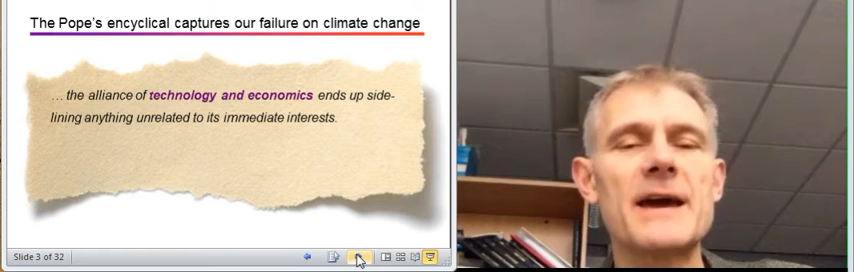 The Pope's encyclical captures our failure on climate change
… the alliance of technology and economics ends up side-
lining anything unrelated to its immediate interests.
Slide 3 of 32